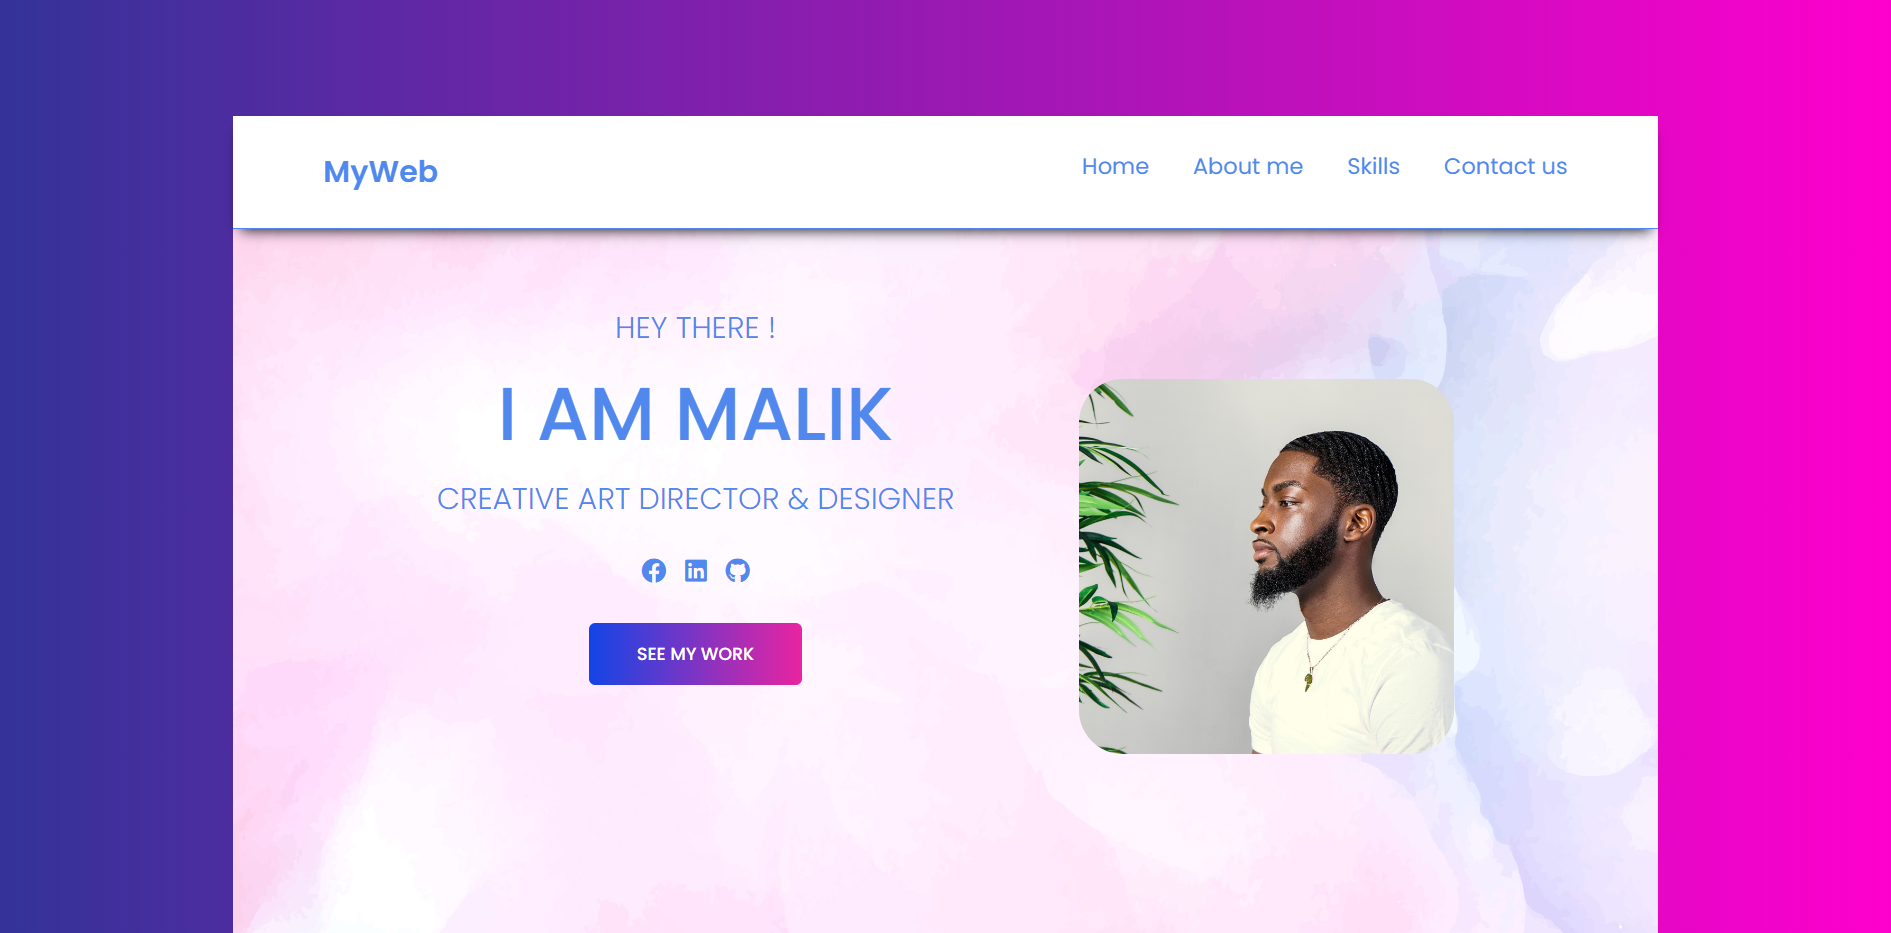 MyWeb
Home About me Skills Contact us
HEY THERE !
I AM MALIK
CREATIVE ART DIRECTOR & DESIGNER
SEE MY WORK